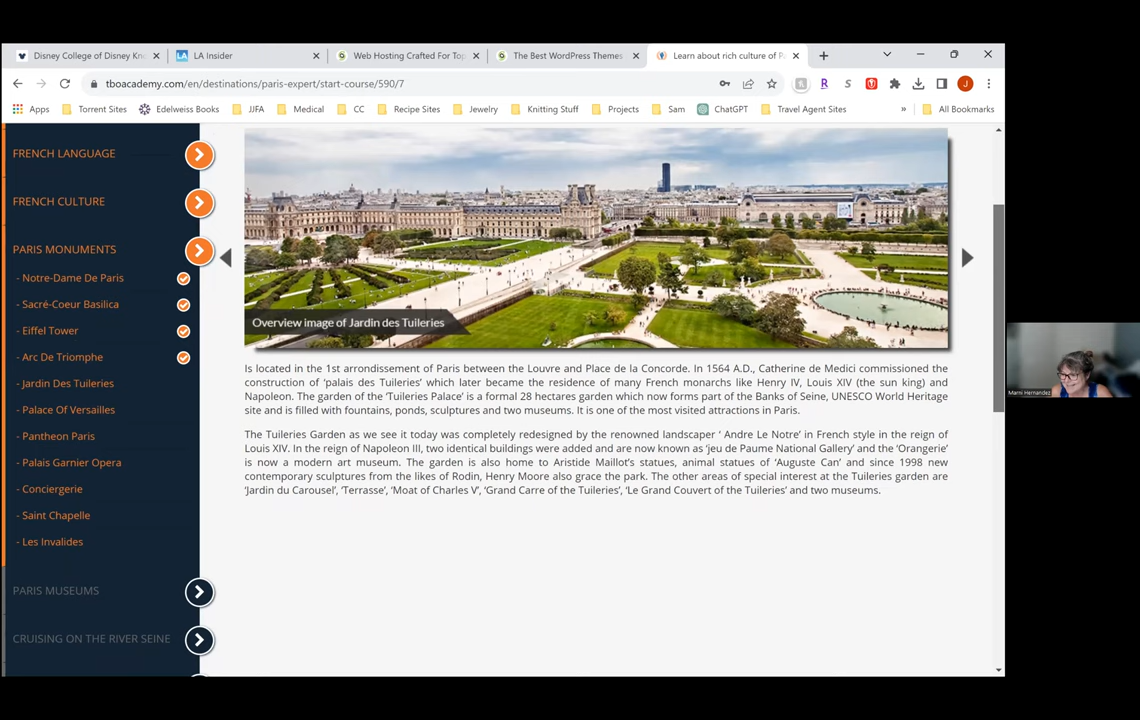 Disney College of Disney Kno
LA Insider
Web Hosting Crafted For Top
The Best WordPress Themes
Learn about rich culture of P
tboacademy.com/en/destinations/paris-expert/start-course/590/7
Apps
Torrent Sites
Edelweiss Books
JJFA
Medical
CC
Recipe Sites
Jewelry
Knitting Stuff
Projects
Sam
ChatGPT
Travel Agent Sites
»
All Bookmarks
FRENCH LANGUAGE
FRENCH CULTURE
PARIS MONUMENTS
- Notre-Dame De Paris
- Sacré-Coeur Basilica
- Eiffel Tower
- Arc De Triomphe
- Jardin Des Tuileries
- Palace Of Versailles
- Pantheon Paris
- Palais Garnier Opera
- Conciergerie
- Saint Chapelle
- Les Invalides
PARIS MUSEUMS
CRUISING ON THE RIVER SEINE
Overview image of Jardin des Tuileries
Is located in the 1st arrondissement of Paris between the Louvre and Place de la Concorde. In 1564 A.D., Catherine de Medici commissioned the
construction of ‘palais des Tuileries’ which later became the residence of many French monarchs like Henry IV, Louis XIV (the sun king) and
Napoleon. The garden of the ‘Tuileries Palace’ is a formal 28 hectares garden which now forms part of the Banks of Seine, UNESCO World Heritage
site and is filled with fountains, ponds, sculptures and two museums. It is one of the most visited attractions in Paris.
The Tuileries Garden as we see it today was completely redesigned by the renowned landscaper ‘ Andre Le Notre’ in French style in the reign of
Louis XIV. In the reign of Napoleon III, two identical buildings were added and are now known as ‘jeu de Paume National Gallery’ and the ‘Orangerie’
is now a modern art museum. The garden is also home to Aristide Maillot’s statues, animal statues of ‘Auguste Can’ and since 1998 new
contemporary sculptures from the likes of Rodin, Henry Moore also grace the park. The other areas of special interest at the Tuileries garden are
‘Jardin du Carousel’, ‘Terrasse’, ‘Moat of Charles V’, ‘Grand Carre of the Tuileries’, ‘Le Grand Couvert of the Tuileries’ and two museums.
Marni Hernandez